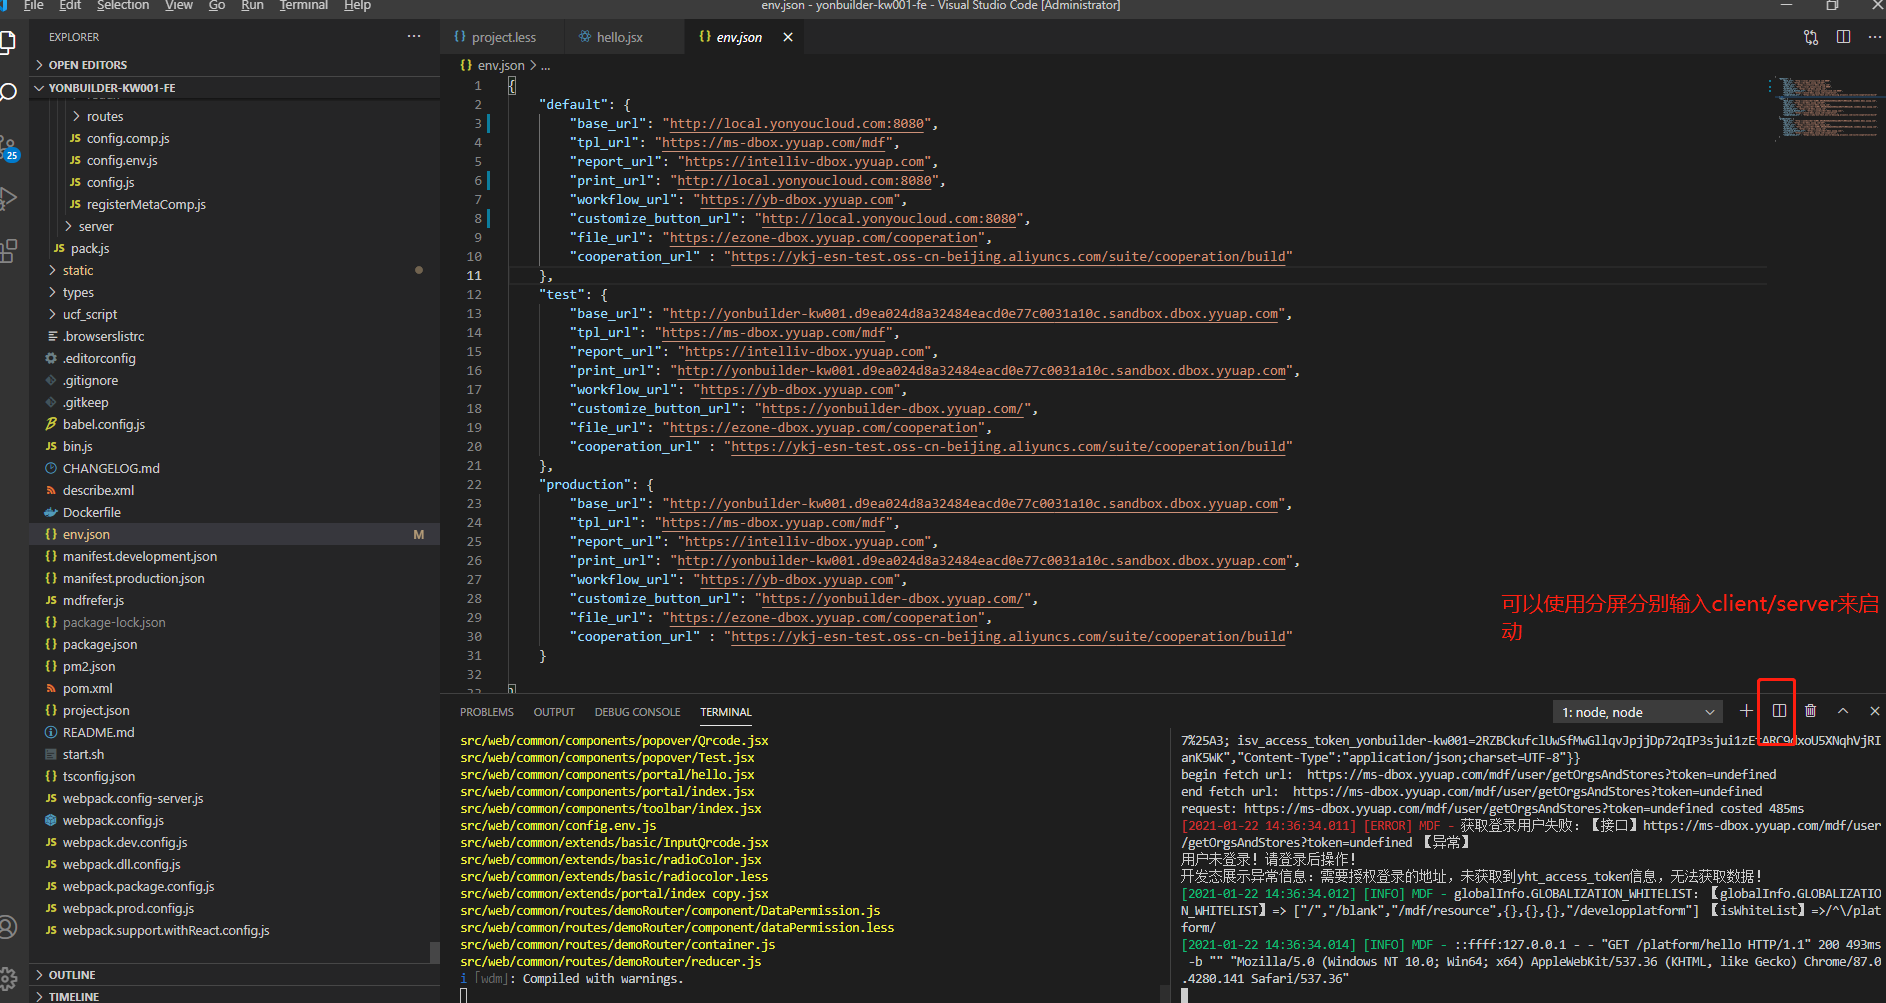 File Edit Selection View Go Run Terminal Help
env.json - yonbuilder-kw001-fe - Visual Studio Code [Administrator]
EXPLORER
OPEN EDITORS
YONBUILDER-KW001-FE
routes
config.comp.js
config.env.js
config.js
registerMetaComp.js
server
pack.js
static
types
ucf_script
.browserslistrc
.editorconfig
.gitignore
.gitkeep
babel.config.js
bin.js
CHANGELOG.md
describe.xml
Dockerfile
env.json M
manifest.development.json
manifest.production.json
mdfrefer.js
package-lock.json
package.json
pm2.json
pom.xml
project.json
README.md
start.sh
tsconfig.json
webpack.config-server.js
webpack.config.js
webpack.dev.config.js
webpack.dll.config.js
webpack.package.config.js
webpack.prod.config.js
webpack.support.withReact.config.js
OUTLINE
TIMELINE
25
project.less hello.jsx env.json
env.json > ...
1 {
2 "default": {
3 "base_url": "http://local.yonyoucloud.com:8080",
4 "tpl_url": "https://ms-dbox.yyuap.com/mdf",
5 "report_url": "https://intelliv-dbox.yyuap.com",
6 "print_url": "http://local.yonyoucloud.com:8080",
7 "workflow_url": "https://yb-dbox.yyuap.com",
8 "customize_button_url": "http://local.yonyoucloud.com:8080",
9 "file_url": "https://ezone-dbox.yyuap.com/cooperation",
10 "cooperation_url" : "https://ykj-esn-test.oss-cn-beijing.aliyuncs.com/suite/cooperation/build"
11 },
12 "test": {
13 "base_url": "http://yonbuilder-kw001.d9ea024d8a32484eacd0e77c0031a10c.sandbox.dbox.yyuap.com",
14 "tpl_url": "https://ms-dbox.yyuap.com/mdf",
15 "report_url": "https://intelliv-dbox.yyuap.com",
16 "print_url": "http://yonbuilder-kw001.d9ea024d8a32484eacd0e77c0031a10c.sandbox.dbox.yyuap.com",
17 "workflow_url": "https://yb-dbox.yyuap.com",
18 "customize_button_url": "https://yonbuilder-dbox.yyuap.com/",
19 "file_url": "https://ezone-dbox.yyuap.com/cooperation",
20 "cooperation_url" : "https://ykj-esn-test.oss-cn-beijing.aliyuncs.com/suite/cooperation/build"
21 },
22 "production": {
23 "base_url": "http://yonbuilder-kw001.d9ea024d8a32484eacd0e77c0031a10c.sandbox.dbox.yyuap.com",
24 "tpl_url": "https://ms-dbox.yyuap.com/mdf",
25 "report_url": "https://intelliv-dbox.yyuap.com",
26 "print_url": "http://yonbuilder-kw001.d9ea024d8a32484eacd0e77c0031a10c.sandbox.dbox.yyuap.com",
27 "workflow_url": "https://yb-dbox.yyuap.com",
28 "customize_button_url": "https://yonbuilder-dbox.yyuap.com/",
29 "file_url": "https://ezone-dbox.yyuap.com/cooperation",
30 "cooperation_url" : "https://ykj-esn-test.oss-cn-beijing.aliyuncs.com/suite/cooperation/build"
31 }
32
33 }
可以使用分屏分别输入client/server来启
动
PROBLEMS OUTPUT DEBUG CONSOLE TERMINAL
1: node, node
src/web/common/components/popover/Qrcode.jsx
src/web/common/components/popover/Test.jsx
src/web/common/components/portal/hello.jsx
src/web/common/components/portal/index.jsx
src/web/common/components/toolbar/index.jsx
src/web/common/config.env.js
src/web/common/extends/basic/InputQrcode.jsx
src/web/common/extends/basic/radioColor.jsx
src/web/common/extends/basic/radiocolor.less
src/web/common/extends/portal/index copy.jsx
src/web/common/routes/demoRouter/component/DataPermission.js
src/web/common/routes/demoRouter/component/dataPermission.less
src/web/common/routes/demoRouter/container.js
src/web/common/routes/demoRouter/reducer.js
i ｢wdm｣: Compiled with warnings.
7%25A3; isv_access_token_yonbuilder-kw001=
anK5WK","Content-Type":"application/json;charset=UTF-8"}}
begin fetch url: https://ms-dbox.yyuap.com/mdf/user/getOrgsAndStores?token=undefined
end fetch url: https://ms-dbox.yyuap.com/mdf/user/getOrgsAndStores?token=undefined
request: https://ms-dbox.yyuap.com/mdf/user/getOrgsAndStores?token=undefined costed 485ms
[2021-01-22 14:36:34.011] [ERROR] MDF - 获取登录用户失败: 【接口】https://ms-dbox.yyuap.com/mdf/user
/getOrgsAndStores?token=undefined 【异常】
用户未登录! 请登录后操作!
开发态展示异常信息: 需要授权登录的地址, 未获取到yht_access_token信息, 无法获取数据!
[2021-01-22 14:36:34.012] [INFO] MDF - globalInfo.GLOBALIZATION_WHITELIST: 【globalInfo.GLOBALIZATIO
N_WHITELIST】=> ["/","/blank","/mdf/resource",{},{},{},"/developplatform"] 【isWhiteList】=>/^\/plat
form/
[2021-01-22 14:36:34.014] [INFO] MDF - ::ffff:127.0.0.1 - - "GET /platform/hello HTTP/1.1" 200 493ms
-b "" "Mozilla/5.0 (Windows NT 10.0; Win64; x64) AppleWebKit/537.36 (KHTML, like Gecko) Chrome/87.0
.4280.141 Safari/537.36"